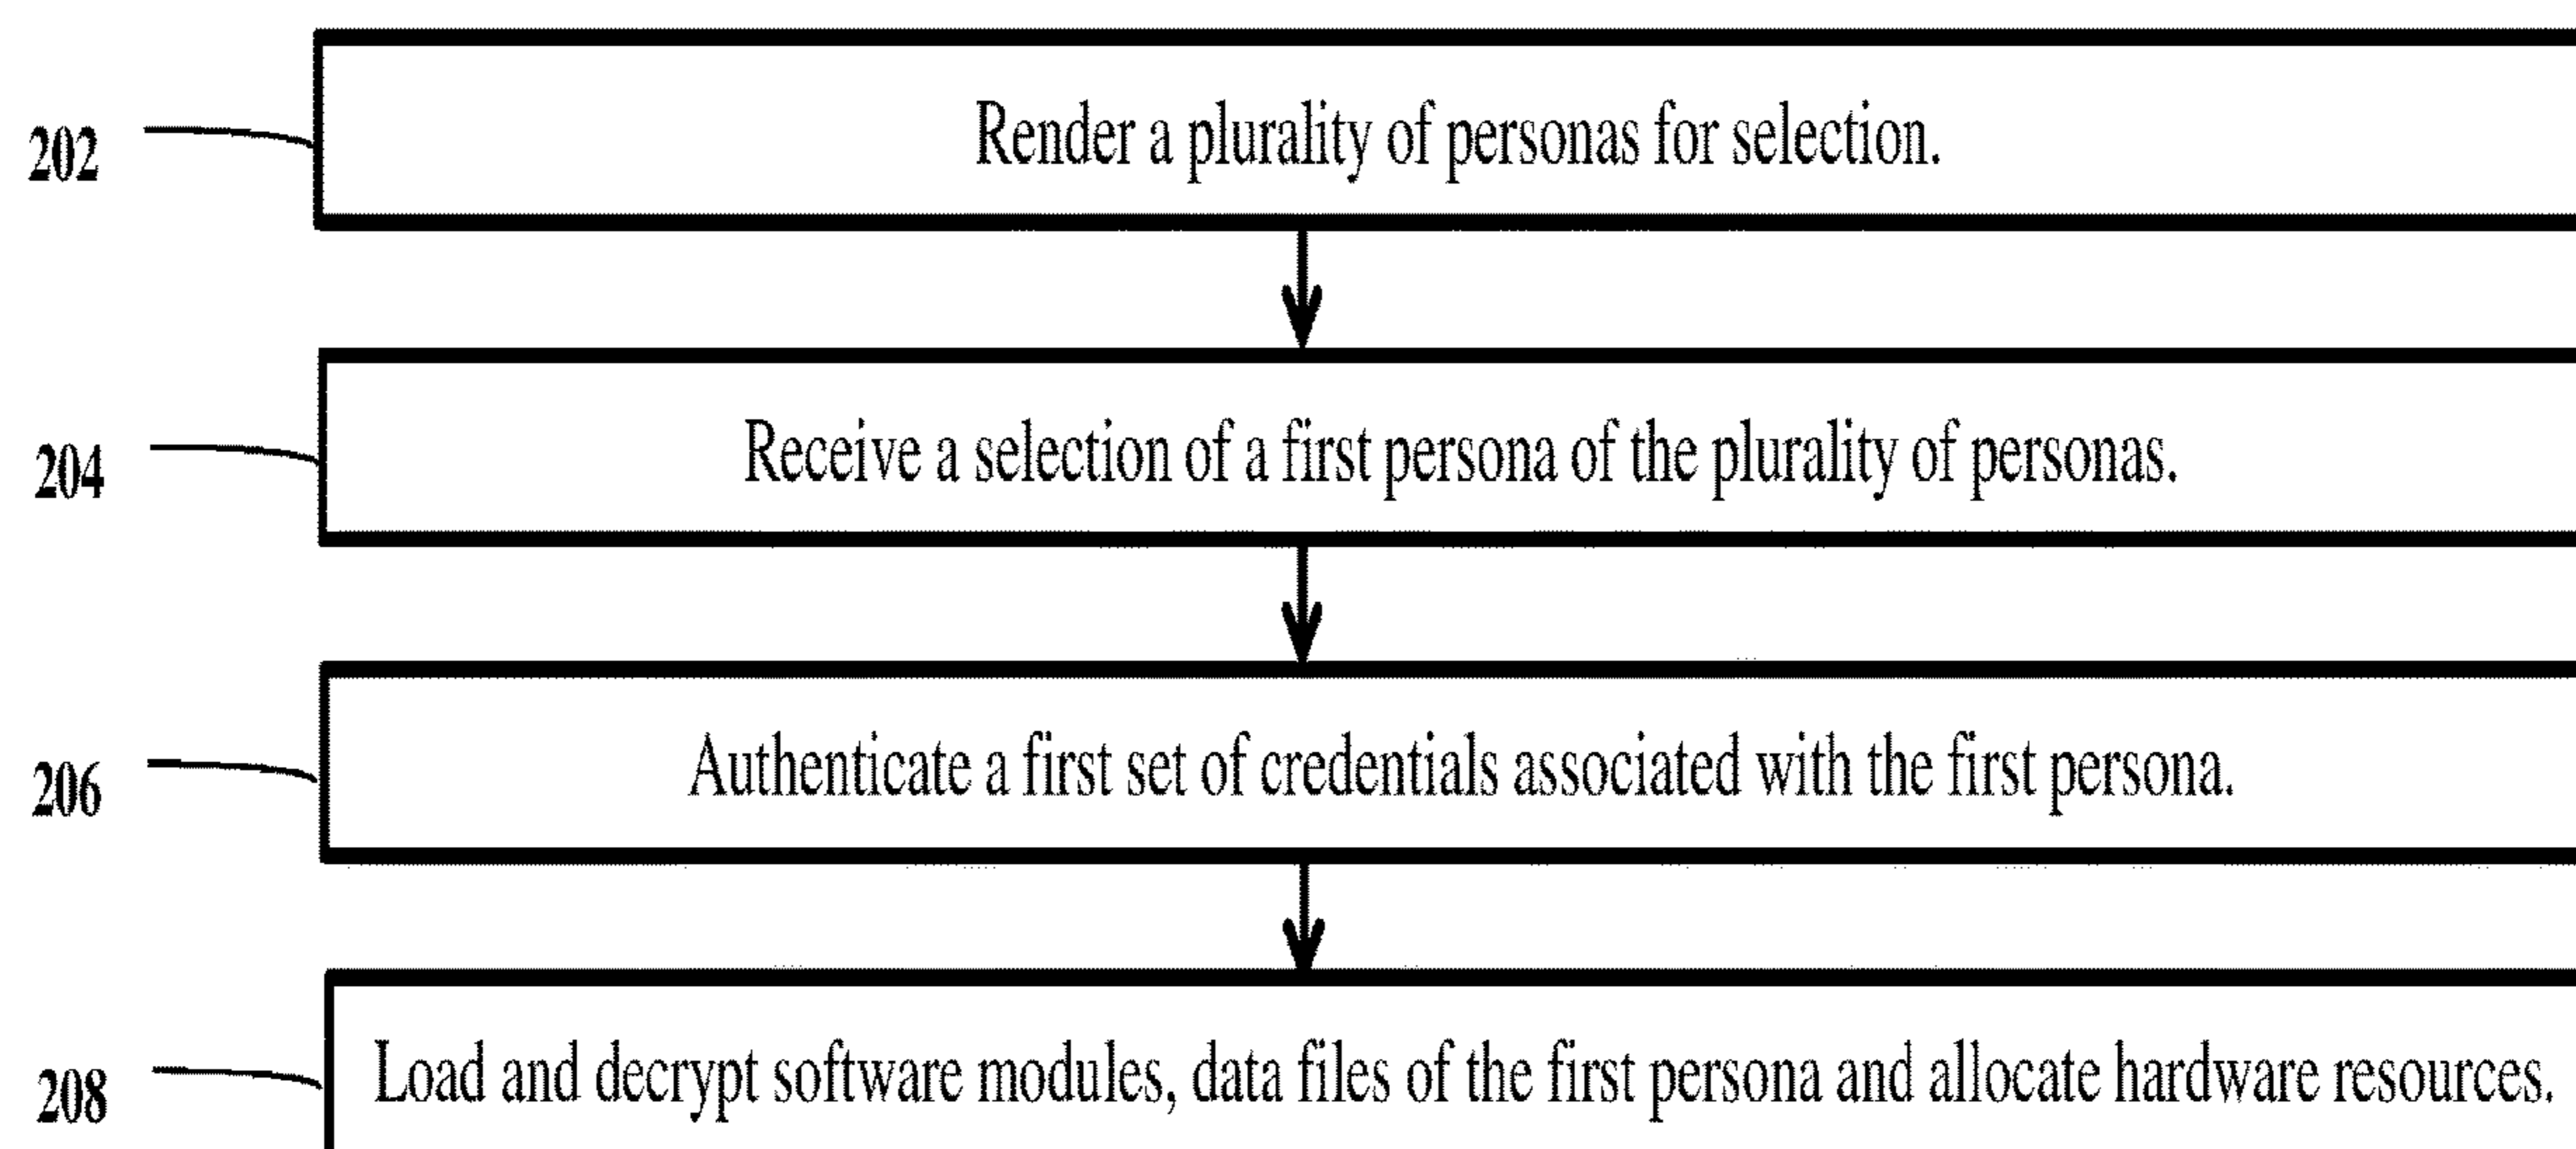 202
Render a plurality of personas for selection.
204
Receive a selection of a first persona of the plurality of personas.
206
Authenticate a first set of credentials associated with the first persona.
208
Load and decrypt software modules, data files of the first persona and allocate hardware resources.